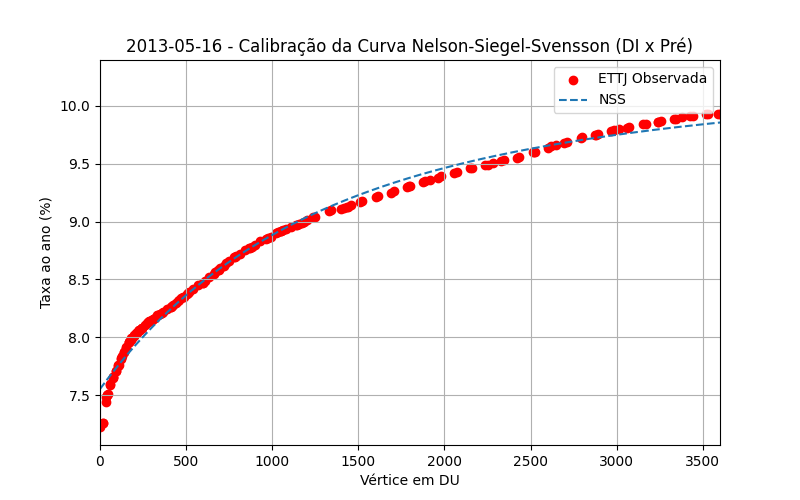 2013-05-16 - Calibração da Curva Nelson-Siegel-Svensson (DI x Pré)
ETTJ Observada
NSS
Taxa ao ano (%)
10.0
9.5
9.0
8.5
8.0
7.5
0 500 1000 1500 2000 2500 3000 3500
Vértice em DU